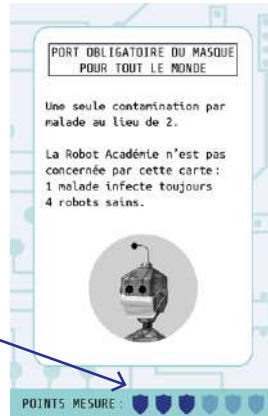 PORT OBLIGATOIRE DU MASQUE
POUR TOUT LE MONDE
Une seule contamination par
malade au lieu de 2.
La Robot Académie n'est pas
concernée par cette carte :
1 malade infecte toujours
4 robots sains.
POINTS MESURE :